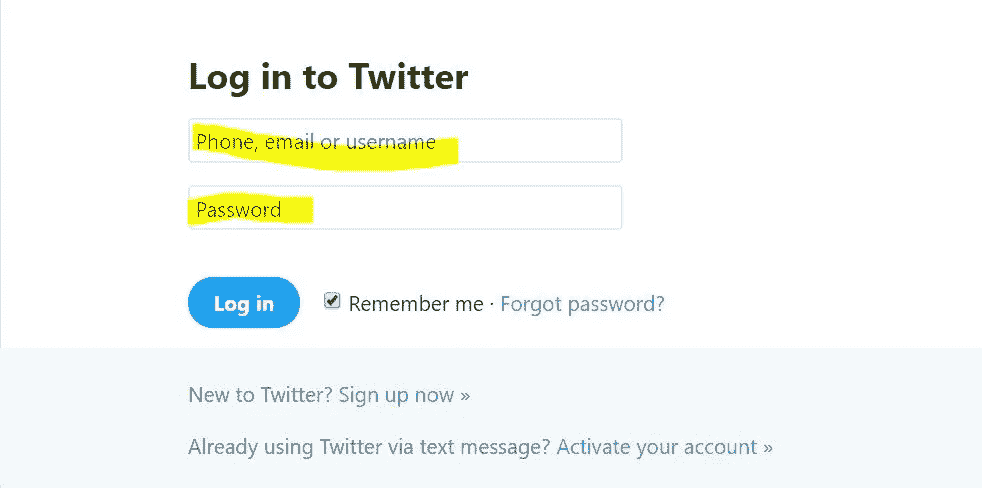 Log in to Twitter
Phone, email or username
Password
Log in Remember me · Forgot password?
New to Twitter? Sign up now »
Already using Twitter via text message? Activate your account »